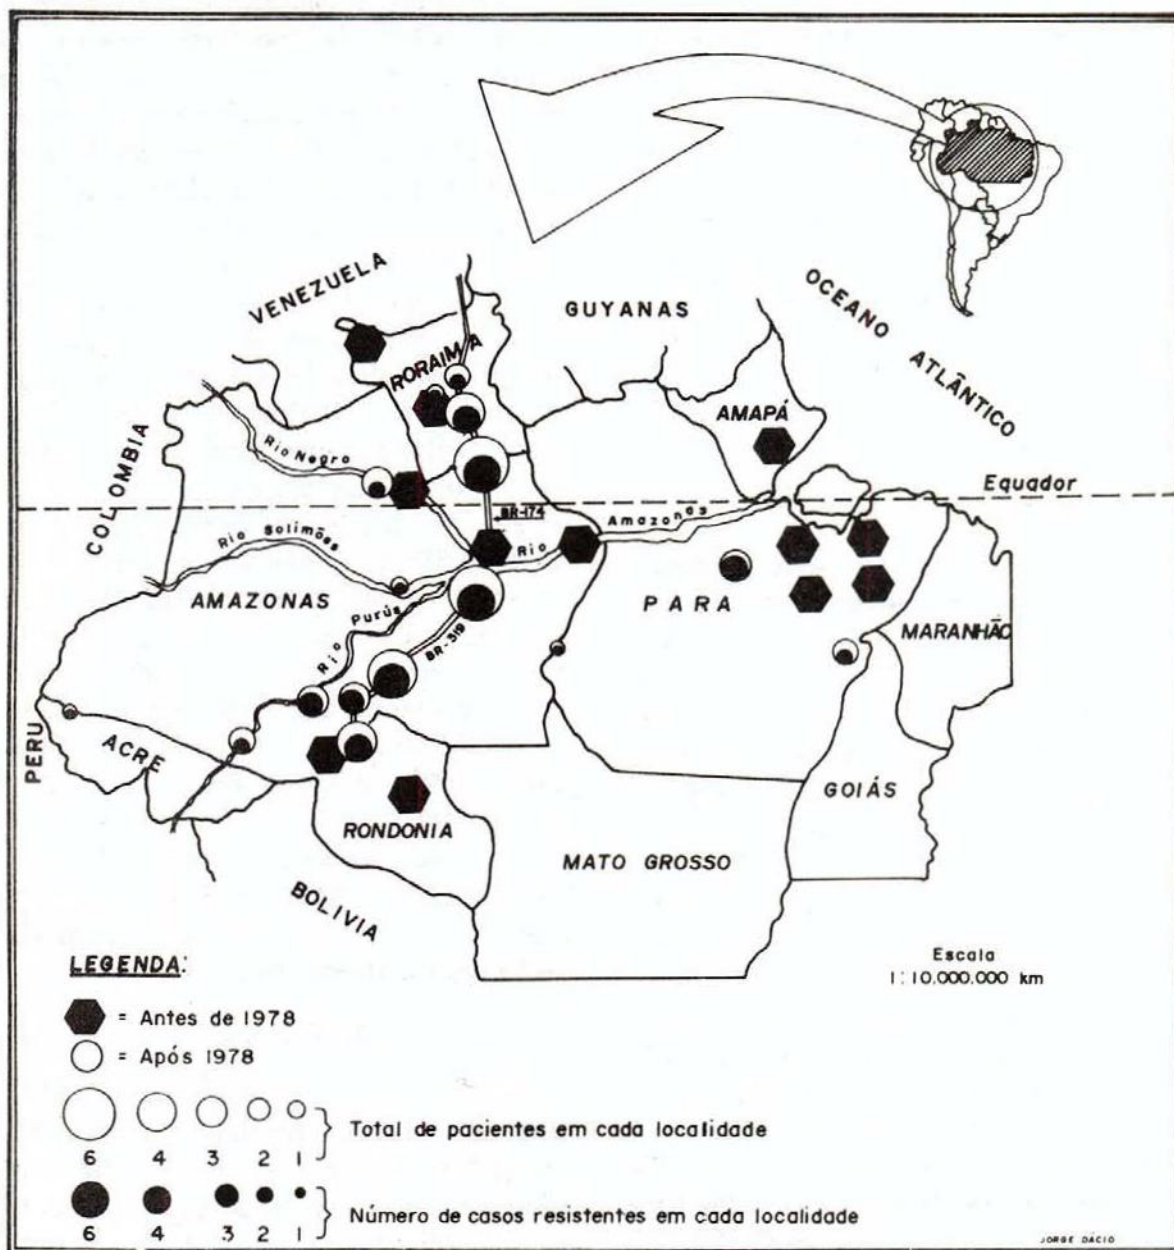 VENEZUELA
GUYANAS
OCEANO ATLÂNTICO
COLOMBIA
RORAIMA
AMAPÁ
Rio Negro
Equador
BR-174
Amazonas
Rio
Rio Solimões
AMAZONAS
Rio Purús
BR-319
PARA
MARANHÃO
PERU
ACRE
GOIÁS
RONDONIA
MATO GROSSO
BOLIVIA
LEGENDA:
= Antes de 1978
= Após 1978
Total de pacientes em cada localidade
6 4 3 2 1
Número de casos resistentes em cada localidade
6 4 3 2 1
Escala
1:10.000.000 km
JORGE DÁCIO